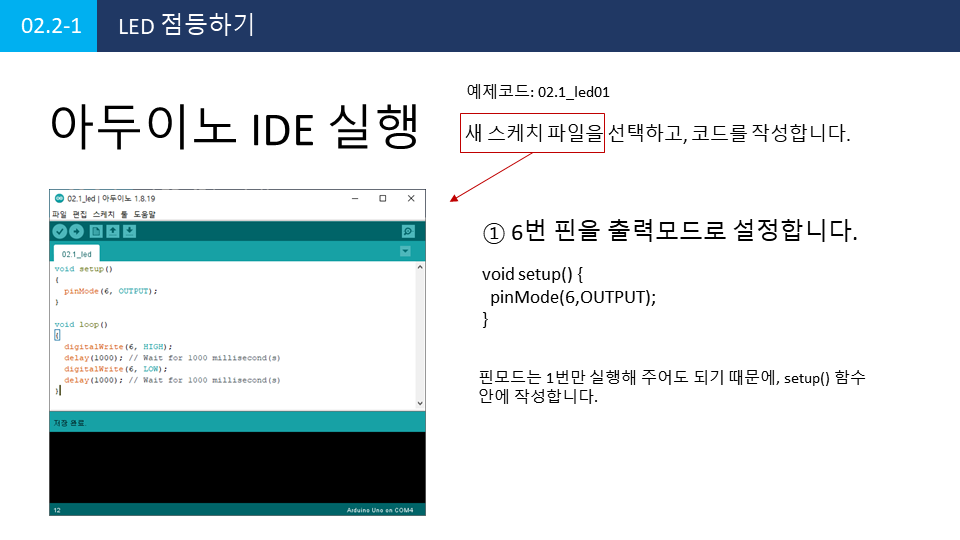 02.2-1
LED 점등하기
아두이노 IDE 실행
예제코드: 02.1_led01
새 스케치 파일을 선택하고, 코드를 작성합니다.
02.1_led | 아두이노 1.8.19
파일 편집 스케치 툴 도움말
02.1_led
void setup()
{
pinMode(6, OUTPUT);
}
void loop()
{
digitalWrite(6, HIGH);
delay(1000); // Wait for 1000 millisecond(s)
digitalWrite(6, LOW);
delay(1000); // Wait for 1000 millisecond(s)
}
저장 완료.
12
Arduino Uno on COM4
① 6번 핀을 출력모드로 설정합니다.
void setup() {
pinMode(6,OUTPUT);
}
핀모드는 1번만 실행해 주어도 되기 때문에, setup() 함수
안에 작성합니다.